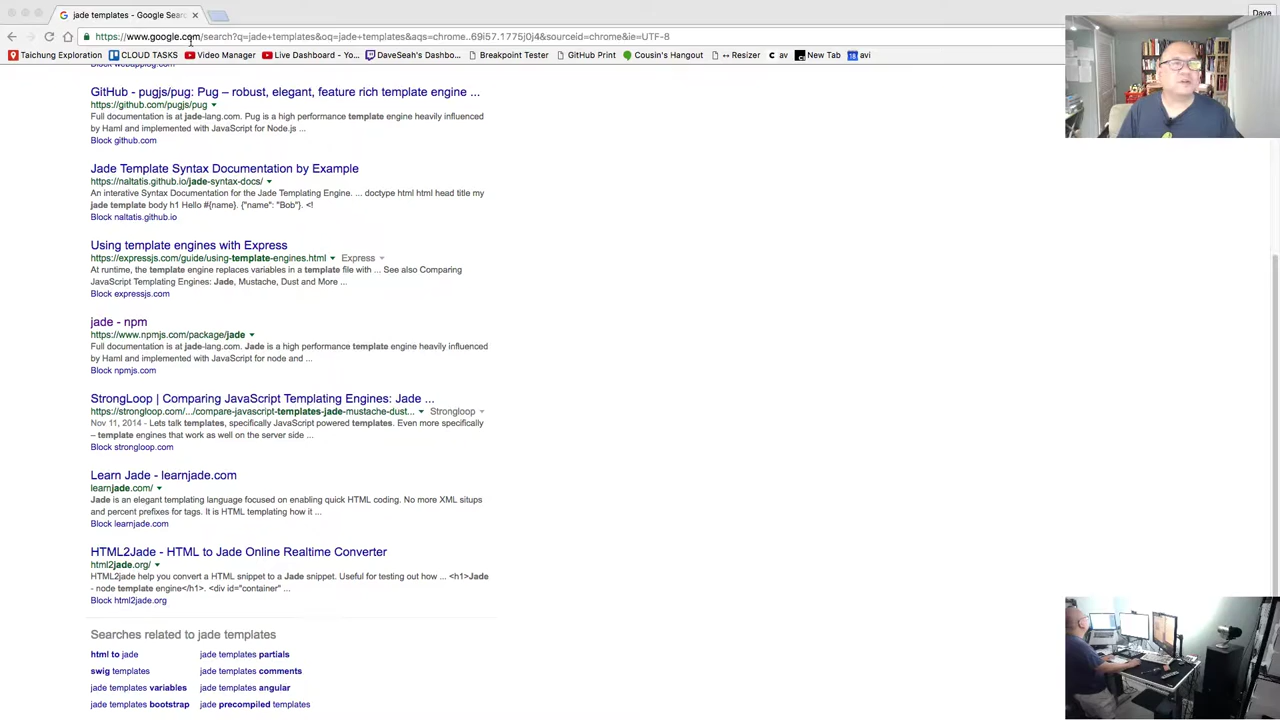 jade templates - Google Sear
Dave
https://www.google.com/search?q=jade+templates&oq=jade+templates&aqs=chrome..69i57.1775j0j4&sourceid=chrome&ie=UTF-8
Taichung Exploration CLOUD TASKS Video Manager Live Dashboard - Yo... DaveSeah's Dashbo... Breakpoint Tester GitHub Print Cousin's Hangout ↔ Resizer av New Tab avi
Block webapplog.com
GitHub - pugjs/pug: Pug – robust, elegant, feature rich template engine ...
https://github.com/pugjs/pug
Full documentation is at jade-lang.com. Pug is a high performance template engine heavily influenced
by Haml and implemented with JavaScript for Node.js ...
Block github.com
Jade Template Syntax Documentation by Example
https://naltatis.github.io/jade-syntax-docs/
An interative Syntax Documentation for the Jade Templating Engine. ... doctype html html head title my
jade template body h1 Hello #{name}. {"name": "Bob"}. <!
Block naltatis.github.io
Using template engines with Express
https://expressjs.com/guide/using-template-engines.html Express
At runtime, the template engine replaces variables in a template file with ... See also Comparing
JavaScript Templating Engines: Jade, Mustache, Dust and More ...
Block expressjs.com
jade - npm
https://www.npmjs.com/package/jade
Full documentation is at jade-lang.com. Jade is a high performance template engine heavily influenced
by Haml and implemented with JavaScript for node and ...
Block npmjs.com
StrongLoop | Comparing JavaScript Templating Engines: Jade ...
https://strongloop.com/.../compare-javascript-templates-jade-mustache-dust... Strongloop
Nov 11, 2014 - Lets talk templates, specifically JavaScript powered templates. Even more specifically
– template engines that work as well on the server side ...
Block strongloop.com
Learn Jade - learnjade.com
learnjade.com/
Jade is an elegant templating language focused on enabling quick HTML coding. No more XML situps
and percent prefixes for tags. It is HTML templating how it ...
Block learnjade.com
HTML2Jade - HTML to Jade Online Realtime Converter
html2jade.org/
HTML2jade help you convert a HTML snippet to a Jade snippet. Useful for testing out how ... <h1>Jade
- node template engine</h1>. <div id="container" ...
Block html2jade.org
Searches related to jade templates
html to jade jade templates partials
swig templates jade templates comments
jade templates variables jade templates angular
jade templates bootstrap jade precompiled templates